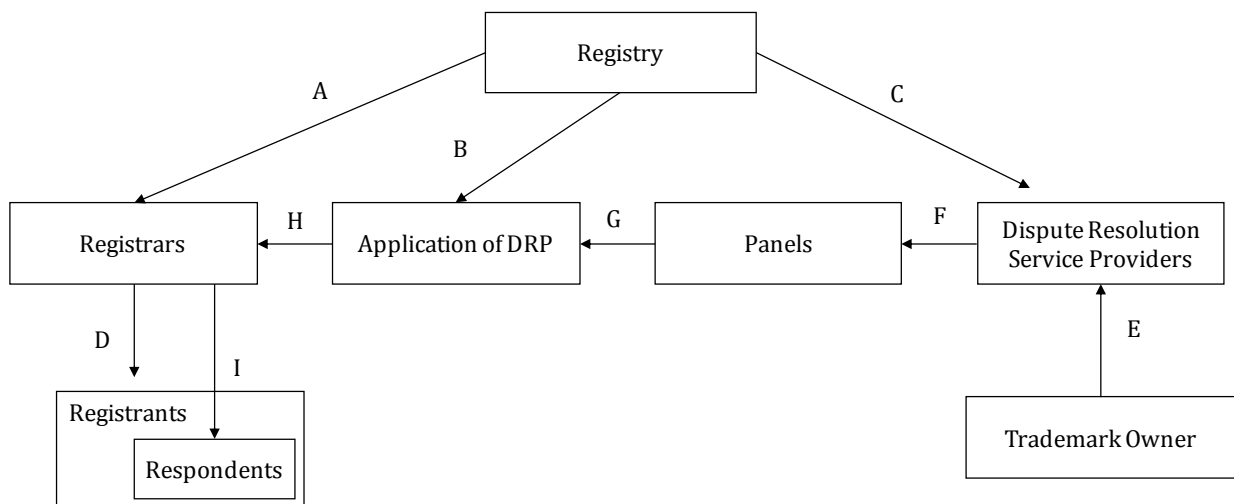 Registry
A
C
B
Registrars
H
Application of DRP
G
Panels
F
Dispute Resolution
Service Providers
D
I
E
Registrants
Respondents
Trademark Owner